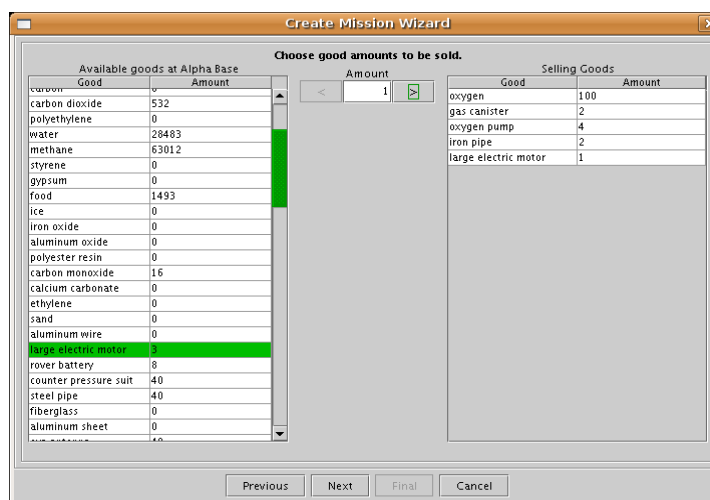 Create Mission Wizard
Choose good amounts to be sold.
Available goods at Alpha Base
Good Amount
carbon 0
carbon dioxide 532
polyethylene 0
water 28483
methane 63012
styrene 0
gypsum 0
food 1493
ice 0
iron oxide 0
aluminum oxide 0
polyester resin 0
carbon monoxide 16
calcium carbonate 0
ethylene 0
sand 0
aluminum wire 0
large electric motor 3
rover battery 8
counter pressure suit 40
steel pipe 40
fiberglass 0
aluminum sheet 0
Amount
< 1 >
Selling Goods
Good Amount
oxygen 100
gas canister 2
oxygen pump 4
iron pipe 2
large electric motor 1
Previous Next Final Cancel